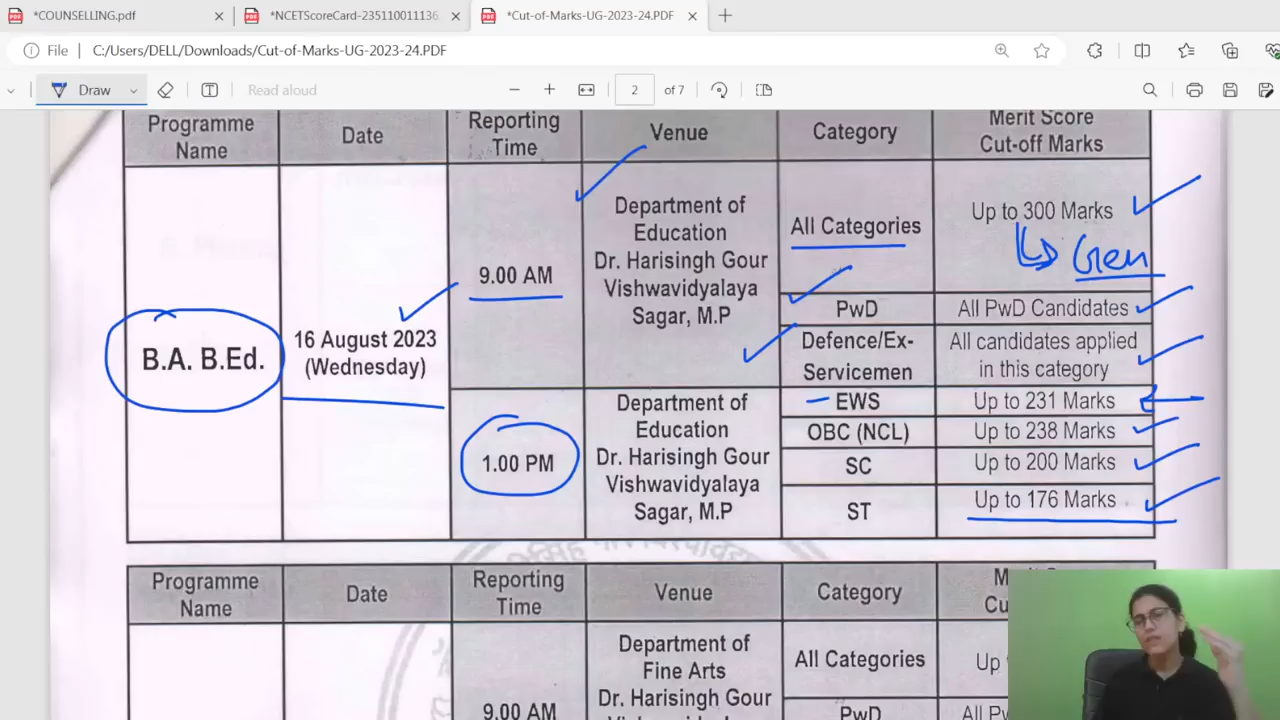 *COUNSELLING.pdf
*NCETScoreCard-235110011136
*Cut-of-Marks-UG-2023-24.PDF
File
C:/Users/DELL/Downloads/Cut-of-Marks-UG-2023-24.PDF
Draw
Read aloud
2
of 7
Programme
Name
Date
Reporting
Time
Venue
Category
Merit Score
Cut-off Marks
B.A. B.Ed.
16 August 2023
(Wednesday)
9.00 AM
Department of
Education
Dr. Harisingh Gour
Vishwavidyalaya
Sagar, M.P
All Categories
Up to 300 Marks
Gen
PwD
All PwD Candidates
Defence/Ex-
Servicemen
All candidates applied
in this category
1.00 PM
Department of
Education
Dr. Harisingh Gour
Vishwavidyalaya
Sagar, M.P
EWS
Up to 231 Marks
OBC (NCL)
Up to 238 Marks
SC
Up to 200 Marks
ST
Up to 176 Marks
Programme
Name
Date
Reporting
Time
Venue
Category
9.00 AM
Department of
Fine Arts
Dr. Harisingh Gour
All Categories
Up
PwD